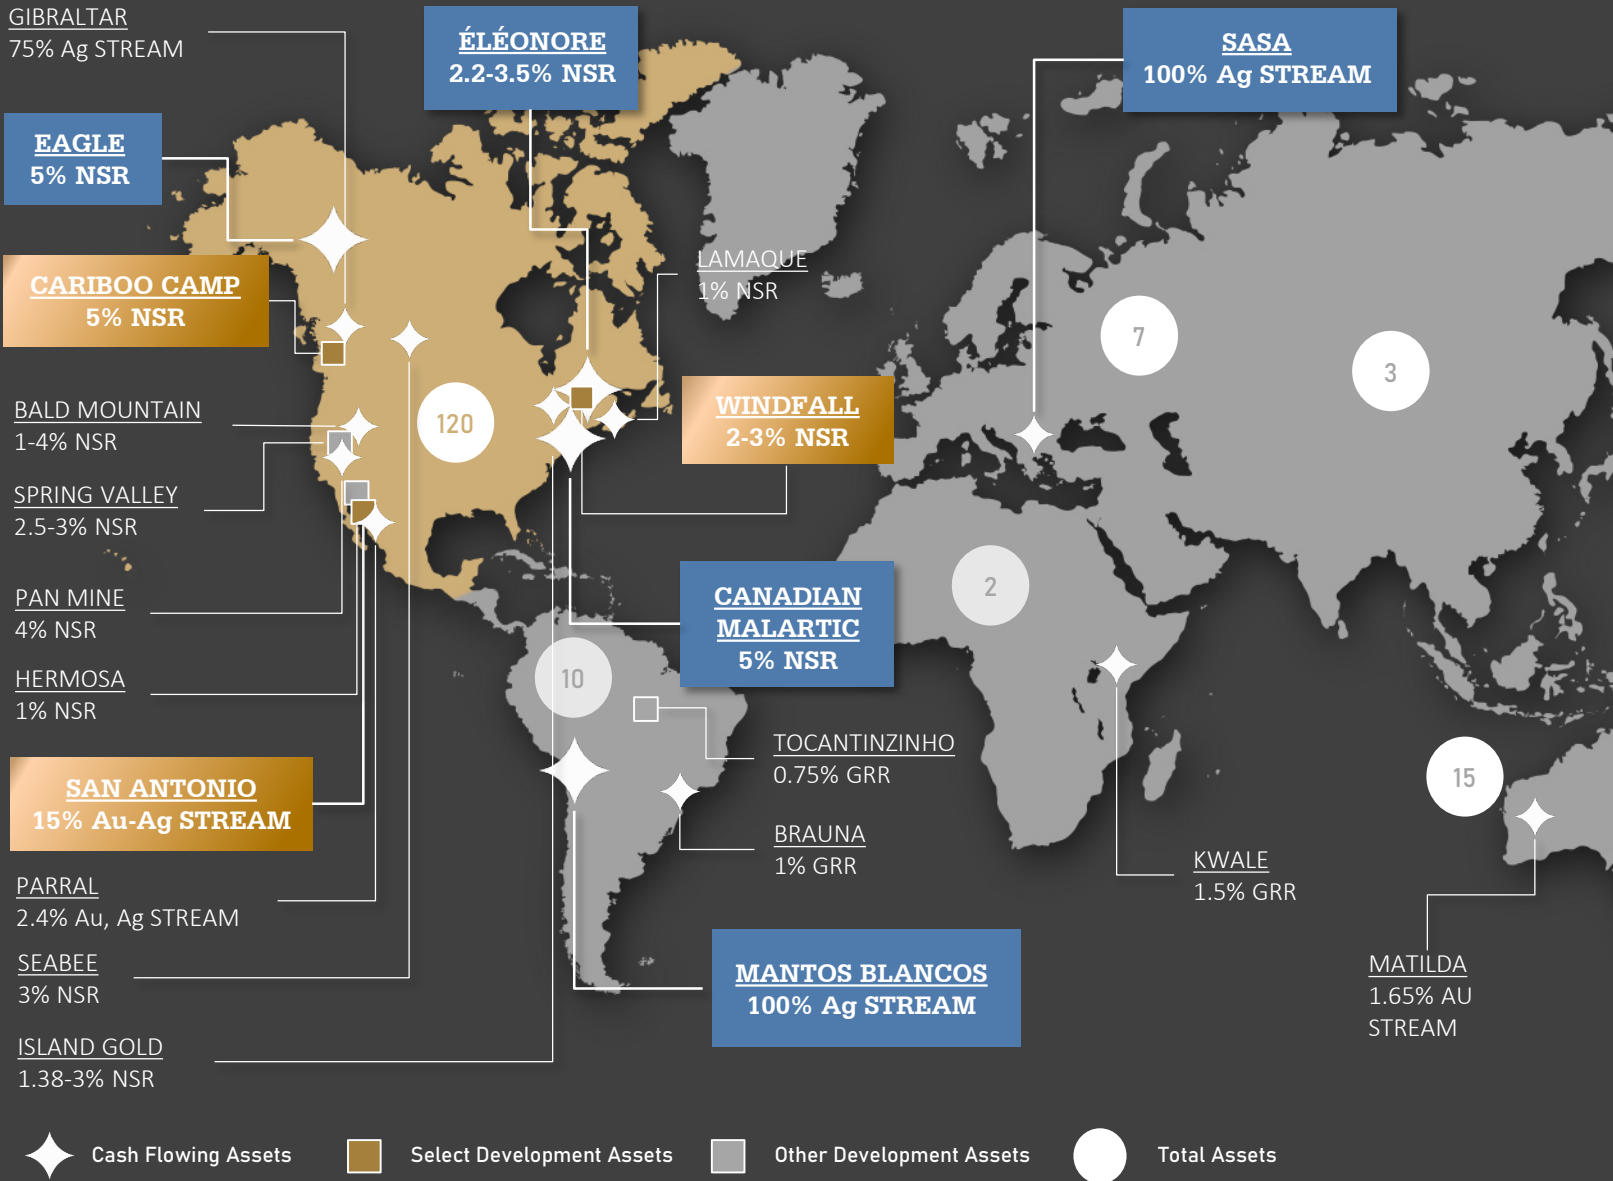 GIBRALTAR
75% Ag STREAM
ÉLÉONORE
2.2-3.5% NSR
SASA
100% Ag STREAM
EAGLE
5% NSR
CARIBOO CAMP
5% NSR
LAMAQUE
1% NSR
7
3
120
2
10
15
BALD MOUNTAIN
1-4% NSR
WINDFALL
2-3% NSR
SPRING VALLEY
2.5-3% NSR
PAN MINE
4% NSR
CANADIAN
MALARTIC
5% NSR
HERMOSA
1% NSR
TOCANTINZINHO
0.75% GRR
SAN ANTONIO
15% Au-Ag STREAM
BRAUNA
1% GRR
KWALE
1.5% GRR
PARRAL
2.4% Au, Ag STREAM
SEABEE
3% NSR
MANTOS BLANCOS
100% Ag STREAM
MATILDA
1.65% AU
STREAM
ISLAND GOLD
1.38-3% NSR
Cash Flowing Assets
Select Development Assets
Other Development Assets
Total Assets